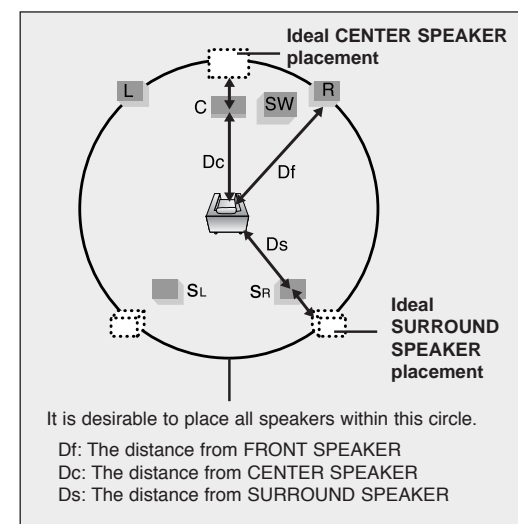 Ideal CENTER SPEAKER
placement
L
R
C
SW
Dc
Df
Ds
SL
SR
Ideal
SURROUND
SPEAKER
placement
It is desirable to place all speakers within this circle.
Df: The distance from FRONT SPEAKER
Dc: The distance from CENTER SPEAKER
Ds: The distance from SURROUND SPEAKER